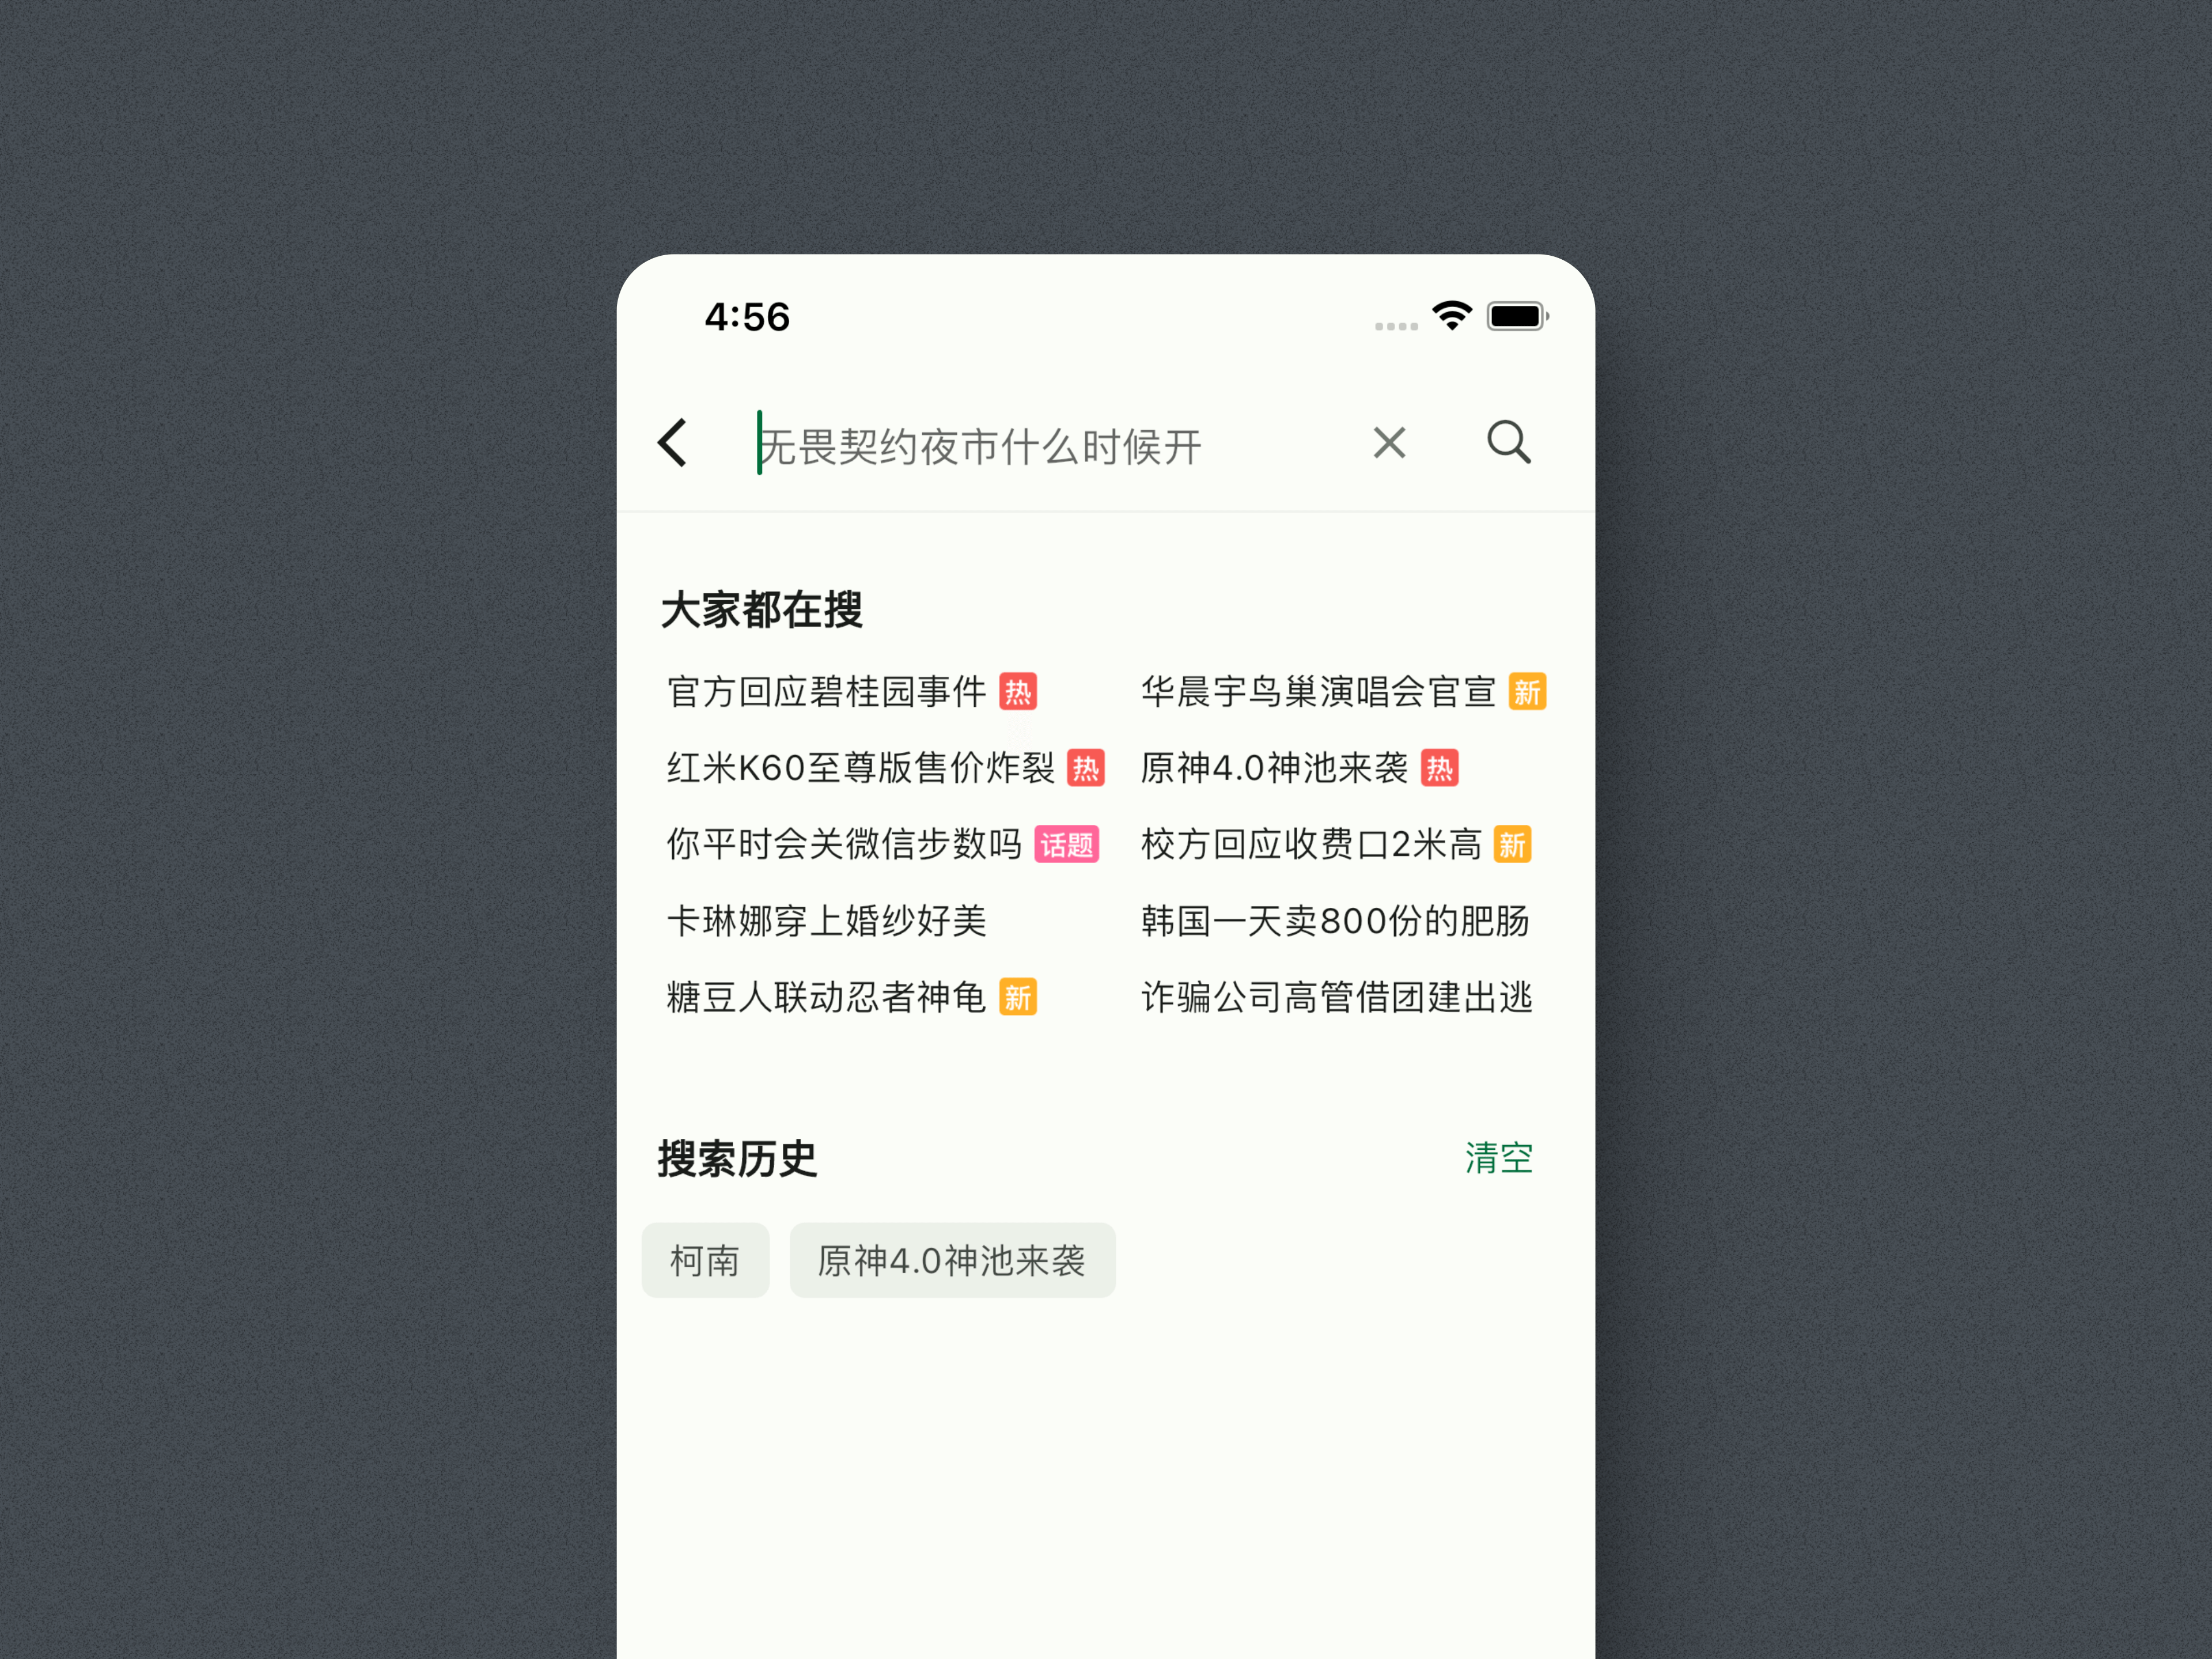 4:56
无畏契约夜市什么时候开
大家都在搜
官方回应碧桂园事件 热
华晨宇鸟巢演唱会官宣 新
红米K60至尊版售价炸裂 热
原神4.0神池来袭 热
你平时会关微信步数吗 话题
校方回应收费口2米高 新
卡琳娜穿上婚纱好美
韩国一天卖800份的肥肠
糖豆人联动忍者神龟 新
诈骗公司高管借团建出逃
搜索历史 清空
柯南 原神4.0神池来袭